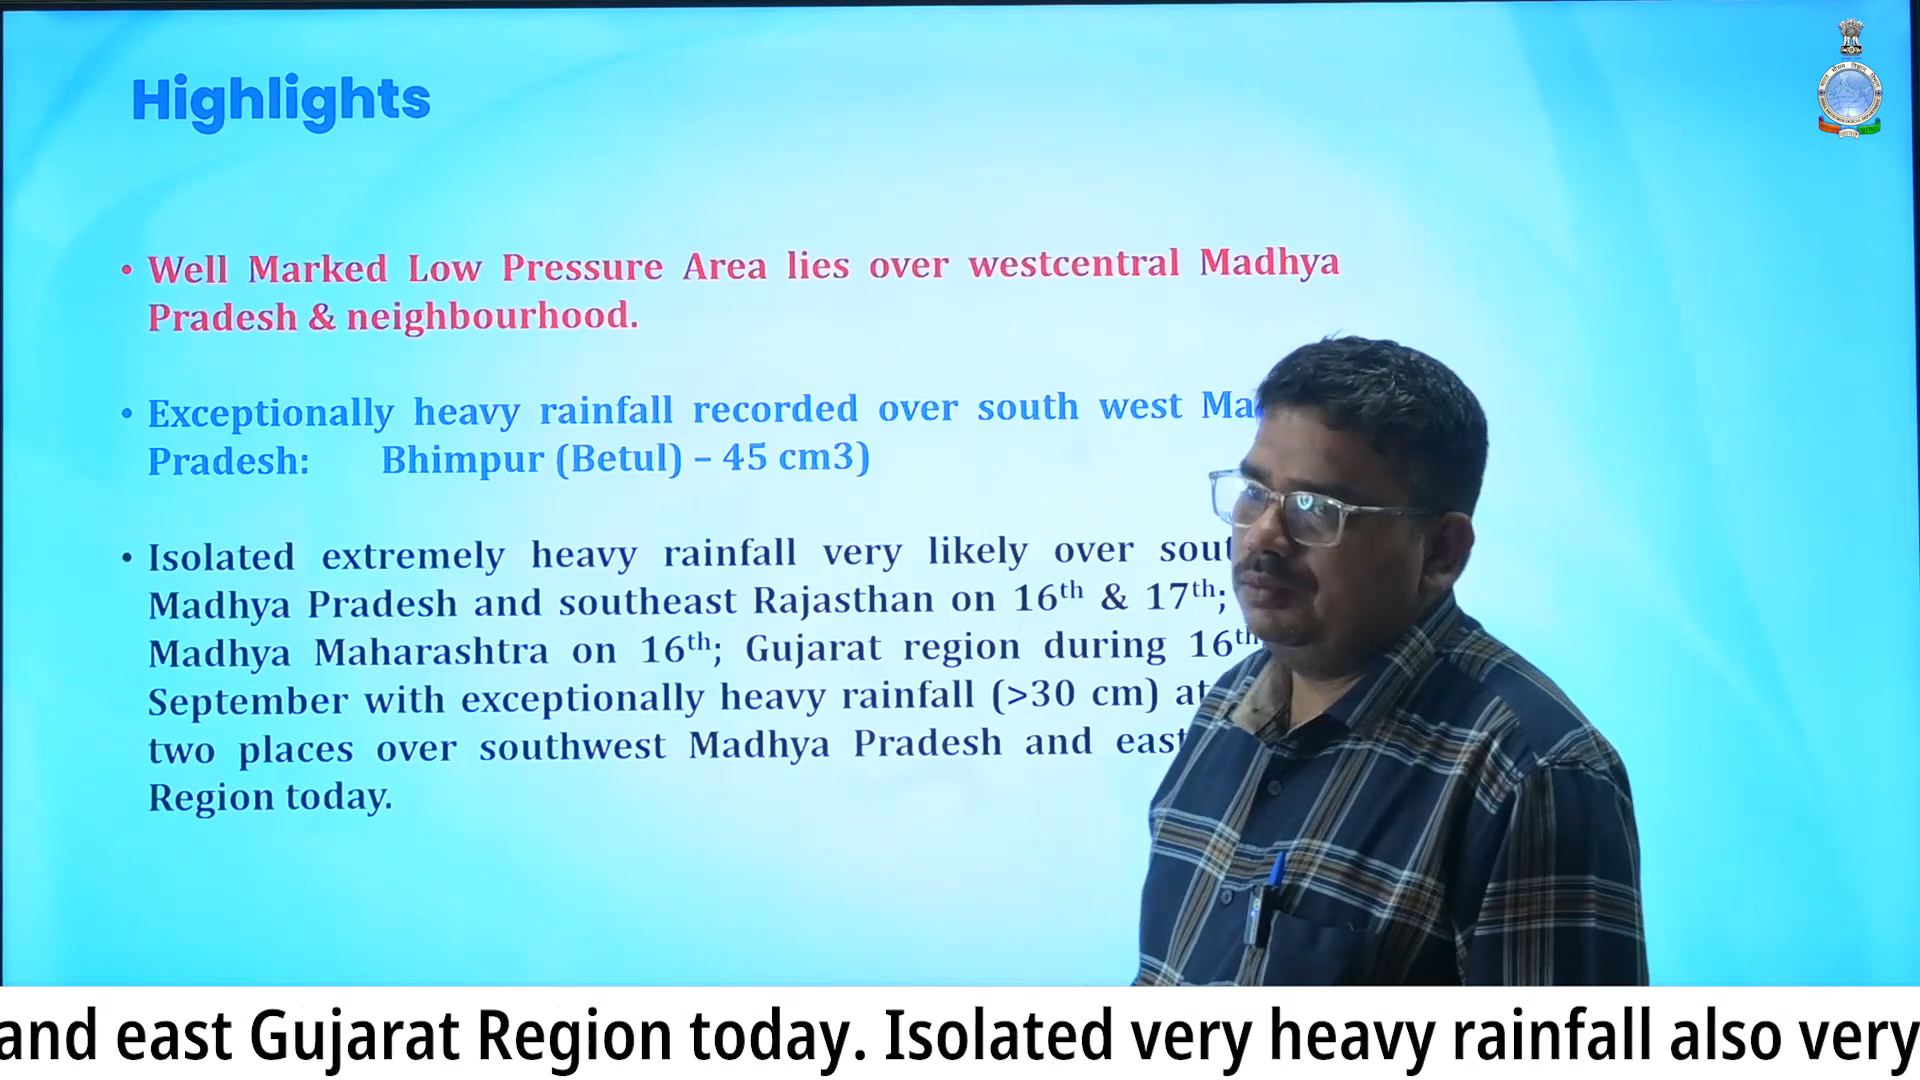 Highlights
• Well Marked Low Pressure Area lies over westcentral Madhya
Pradesh & neighbourhood.
• Exceptionally heavy rainfall recorded over south west
Pradesh: Bhimpur (Betul) – 45 cm3)
• Isolated extremely heavy rainfall very likely over
Madhya Pradesh and southeast Rajasthan on 16th & 17th;
Madhya Maharashtra on 16th; Gujarat region during 16th
September with exceptionally heavy rainfall (>30 cm) at
two places over southwest Madhya Pradesh and east
Region today.
and east Gujarat Region today. Isolated very heavy rainfall also very